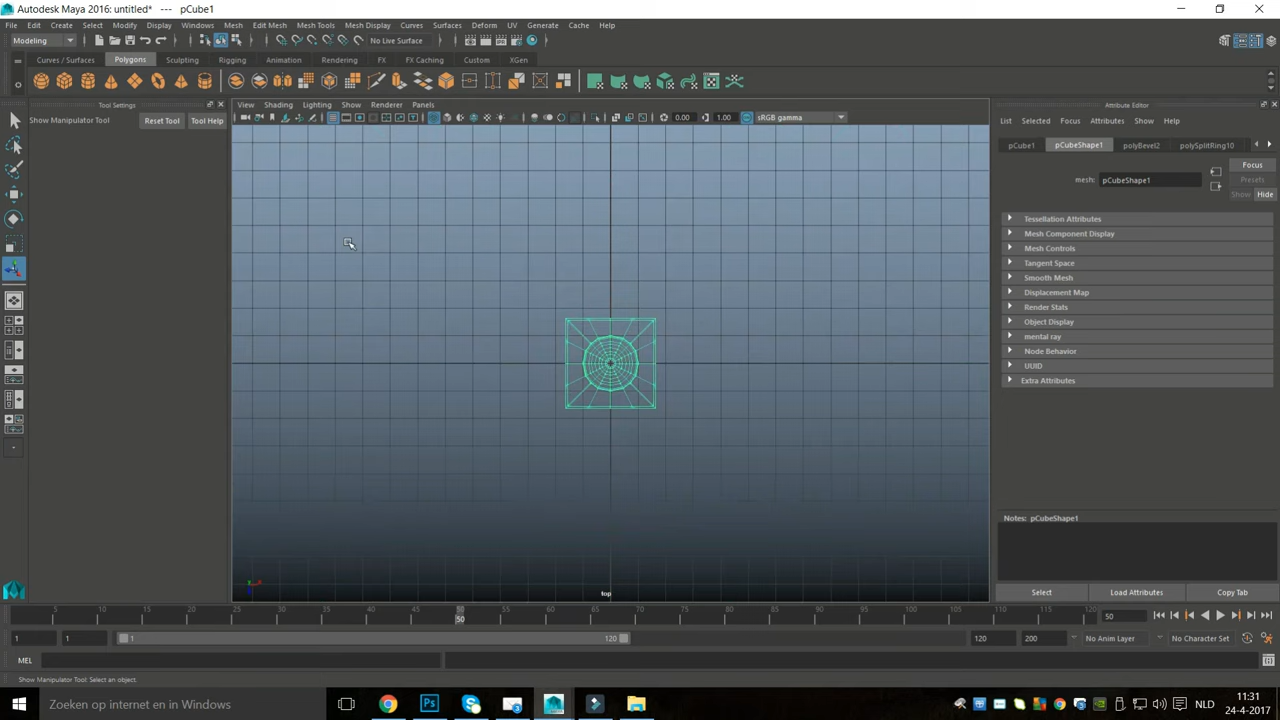 Autodesk Maya 2016: untitled* --- pCube1
File Edit Create Select Modify Display Windows Mesh Edit Mesh Mesh Tools Mesh Display Curves Surfaces Deform UV Generate Cache Help
Modeling No Live Surface
Curves / Surfaces Polygons Sculpting Rigging Animation Rendering FX FX Caching Custom XGen
Tool Settings
Show Manipulator Tool Reset Tool Tool Help
View Shading Lighting Show Renderer Panels
0.00 1.00 sRGB gamma
top
Attribute Editor
List Selected Focus Attributes Show Help
pCube1 pCubeShape1 polyBevel2 polySplitRing10
Focus
mesh: pCubeShape1
Presets
Show Hide
Tessellation Attributes
Mesh Component Display
Mesh Controls
Tangent Space
Smooth Mesh
Displacement Map
Render Stats
Object Display
mental ray
Node Behavior
UUID
Extra Attributes
Notes: pCubeShape1
Select Load Attributes Copy Tab
5 10 15 20 25 30 35 40 45 50 55 60 65 70 75 80 85 90 95 100 105 110 115 120
50
50
1 1 1 120 120 200 No Anim Layer No Character Set
MEL
Show Manipulator Tool: Select an object.
Zoeken op internet en in Windows
NLD
11:31
24-4-2017